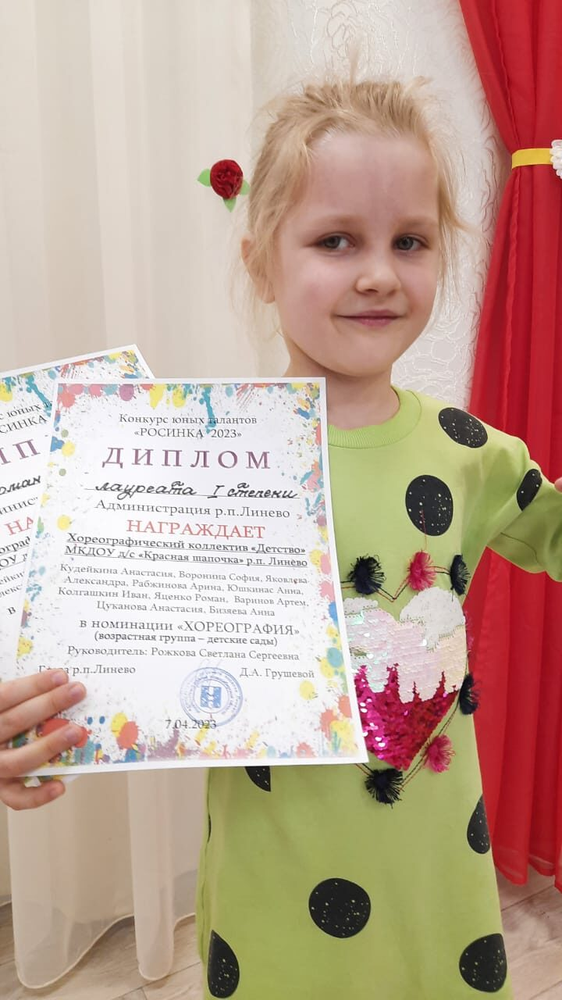 Конкурс юных талантов
«РОСИНКА 2023»
ДИПЛОМ
лауреата I степени
Администрация р.п.Линево
НАГРАЖДАЕТ
Хореографический коллектив «Детство»
МКДОУ д/с «Красная шапочка» р.п. Линево
Кудейкина Анастасия, Воронина София, Яковлева
Александра, Рабжинова Арина, Юшкинас Анна,
Колгашкин Иван, Яценко Роман, Варинов Артем,
Цуканова Анастасия, Бизяева Анна
в номинации «ХОРЕОГРАФИЯ»
(возрастная группа – детские сады)
Руководитель: Рожкова Светлана Сергеевна
Глава р.п.Линево Д.А. Грушевой
7.04.2023